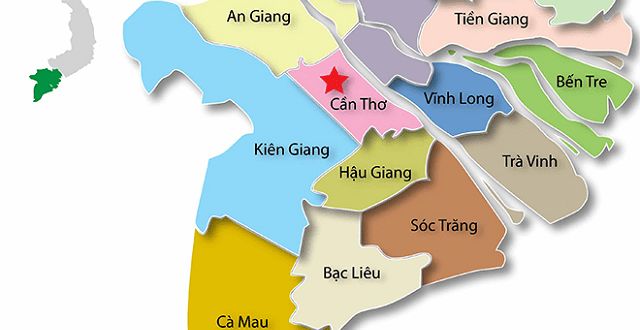 An Giang
Tiền Giang
Bến Tre
Cần Thơ
Vĩnh Long
Kiên Giang
Trà Vinh
Hậu Giang
Sóc Trăng
Bạc Liêu
Cà Mau